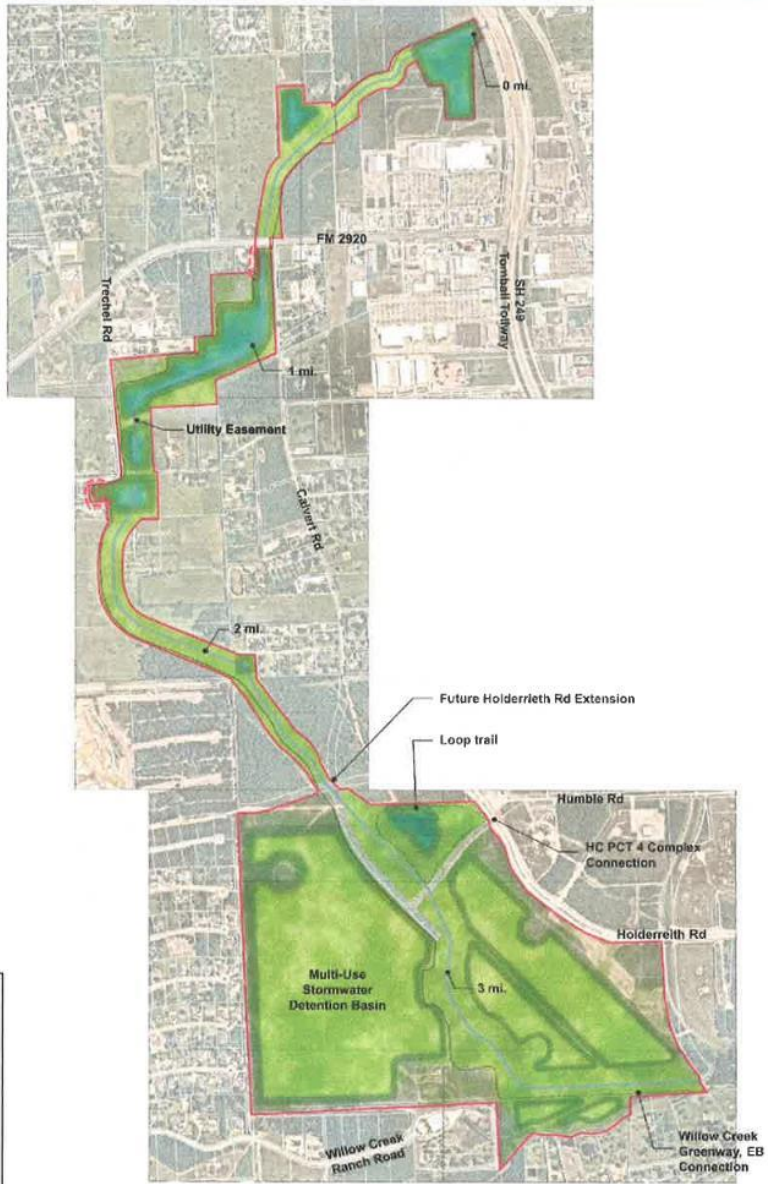 0 mi.
FM 2920
Trechel Rd
SH 249
Tomball Tollway
1 mi.
Utility Easement
Calvert Rd
2 mi.
Future Holderrieth Rd Extension
Loop trail
Humble Rd
HC PCT 4 Complex
Connection
Holderreith Rd
Multi-Use
Stormwater
Detention Basin
3 mi.
Willow Creek
Ranch Road
Willow Creek
Greenway, EB
Connection